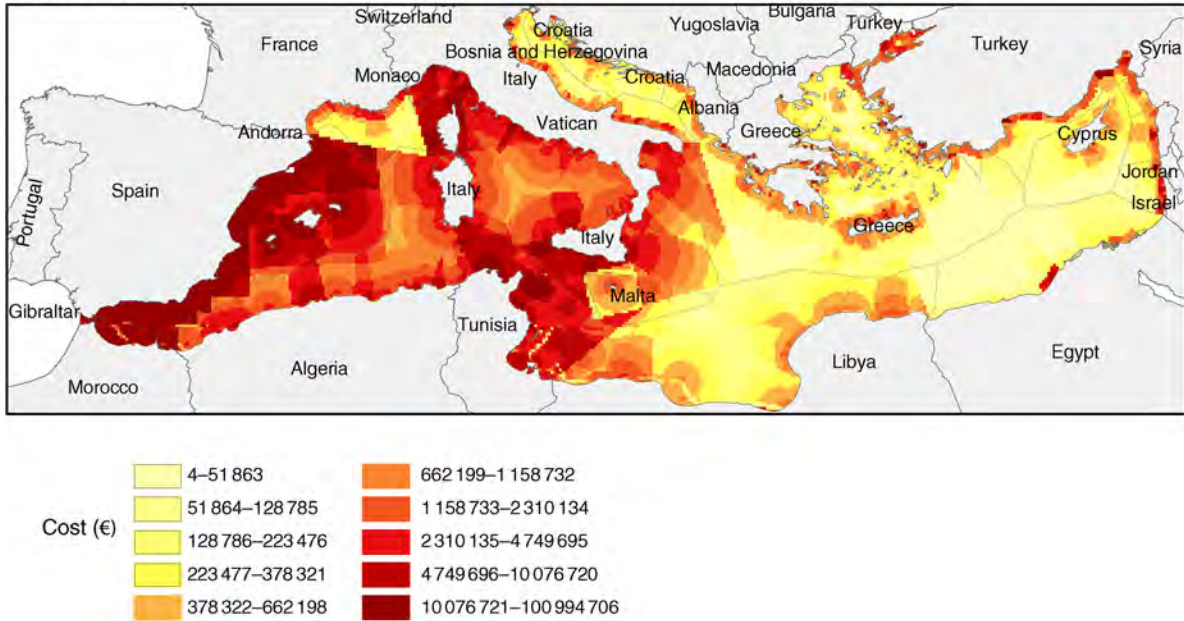 Switzerland
Bulgaria
Croatia
Yugoslavia
Turkey
France
Turkey
Syria
Bosnia and Herzegovina
Monaco
Italy
Macedonia
Croatia
Albania
Andorra
Vatican
Greece
Cyprus
Portugal
Spain
Italy
Jordan
Israel
Greece
Italy
Malta
Gibraltar
Tunisia
Morocco
Algeria
Libya
Egypt
Cost (€)
4–51 863
51 864–128 785
128 786–223 476
223 477–378 321
378 322–662 198
662 199–1 158 732
1 158 733–2 310 134
2 310 135–4 749 695
4 749 696–10 076 720
10 076 721–100 994 706